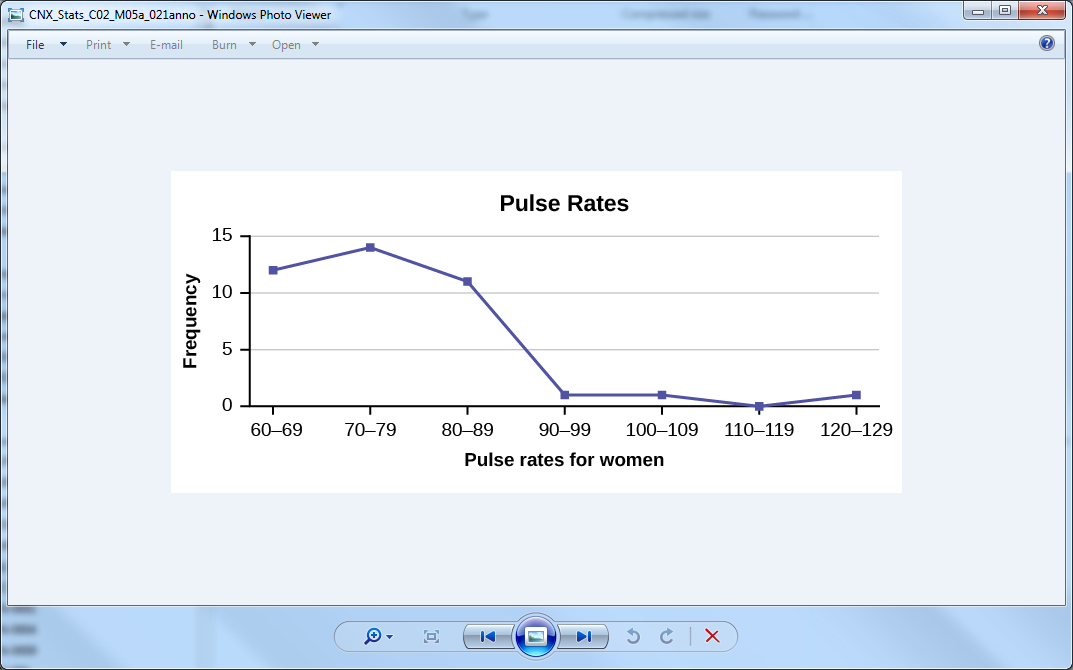 CNX_Stats_C02_M05a_021anno - Windows Photo Viewer
File Print E-mail Burn Open
Pulse Rates
Frequency
15
10
5
0
60–69 70–79 80–89 90–99 100–109 110–119 120–129
Pulse rates for women